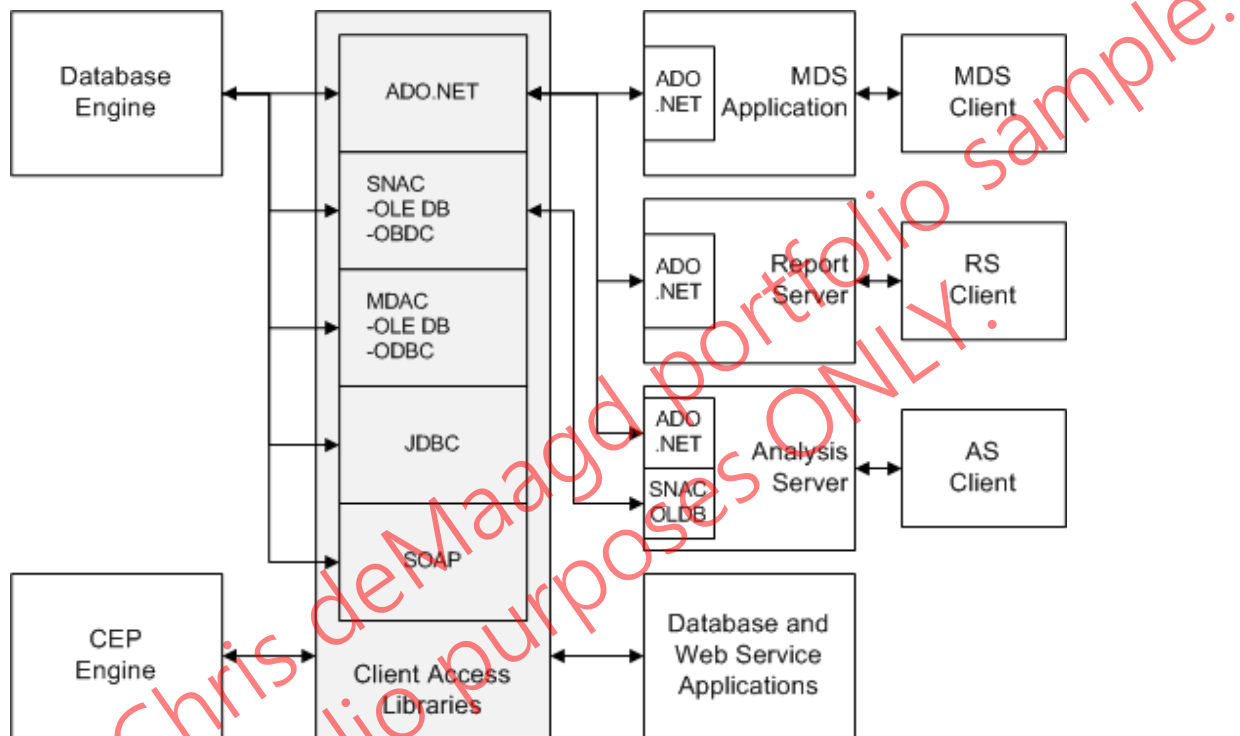 Database
Engine
ADO.NET
SNAC
-OLE DB
-OBDC
MDAC
-OLE DB
-ODBC
JDBC
SOAP
Client Access
Libraries
CEP
Engine
ADO
.NET
MDS
Application
MDS
Client
ADO
.NET
Report
Server
RS
Client
ADO
.NET
SNAC
OLDB
Analysis
Server
AS
Client
Database and
Web Service
Applications
Chris deMaagd portfolio sample.
lio purposes ONLY.